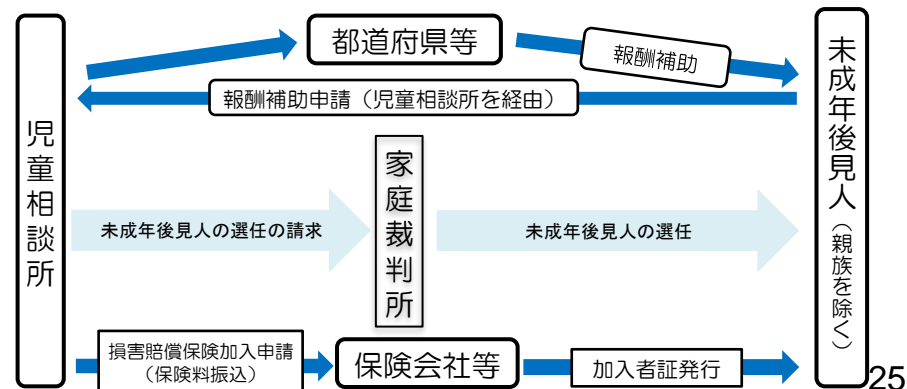 都道府県等
報酬補助
報酬補助申請（児童相談所を経由）
児童相談所
家庭裁判所
未成年後見人（親族を除く）
未成年後見人の選任の請求
未成年後見人の選任
損害賠償保険加入申請
（保険料振込）
保険会社等
加入者証発行
25